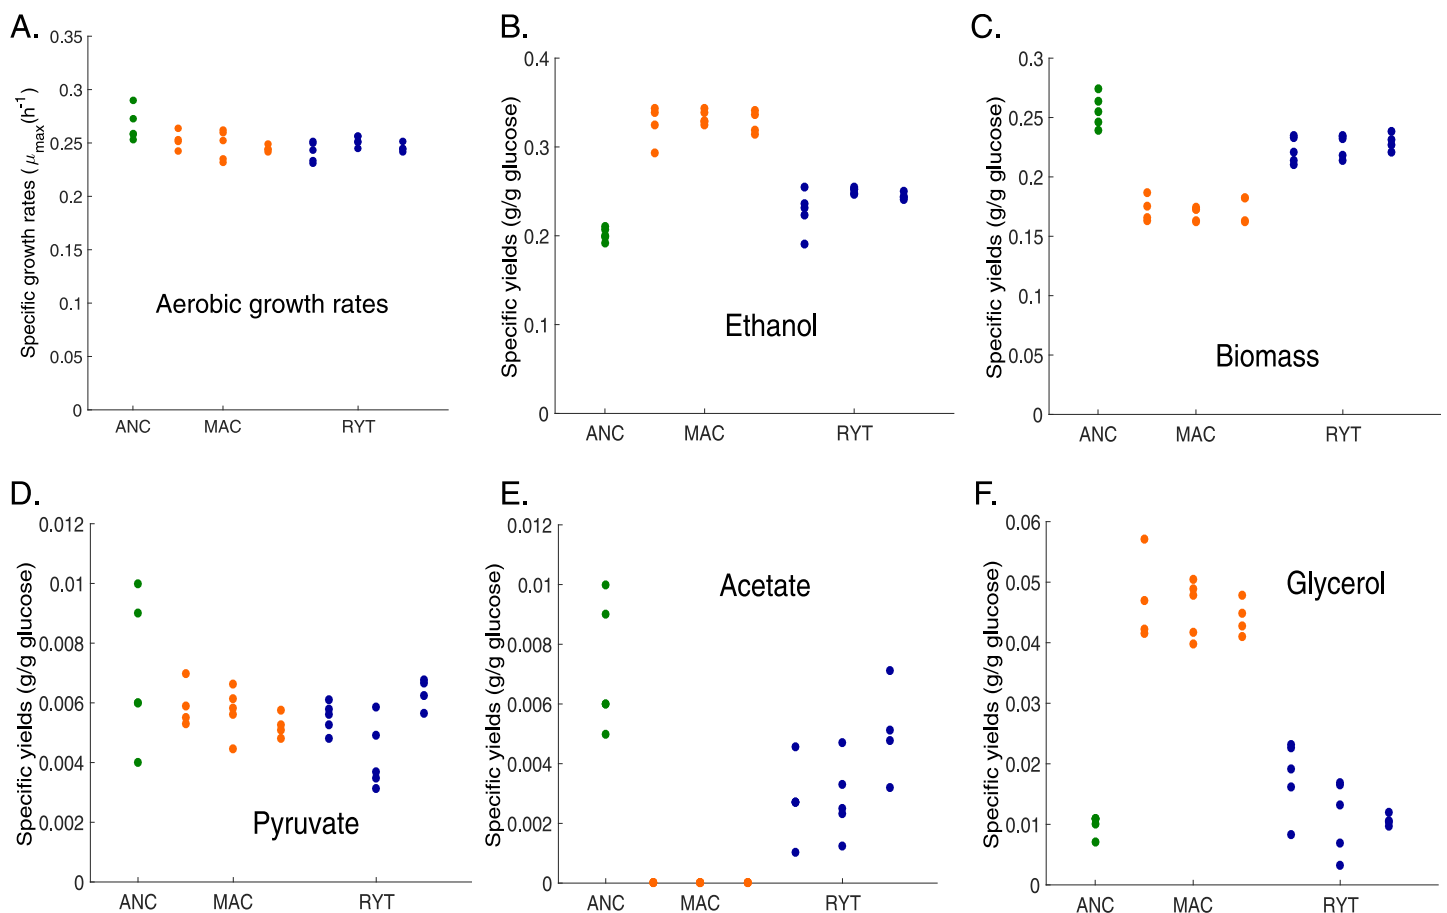 A.
Specific growth rates (μmax(h-1)
0.35
0.3
0.25
0.2
0.15
0.1
0.05
0
Aerobic growth rates
ANC MAC RYT
B.
Specific yields (g/g glucose)
0.4
0.3
0.2
0.1
0
Ethanol
ANC MAC RYT
C.
Specific yields (g/g glucose)
0.3
0.25
0.2
0.15
0.1
0.05
0
Biomass
ANC MAC RYT
D.
Specific yields (g/g glucose)
0.012
0.01
0.008
0.006
0.004
0.002
0
Pyruvate
ANC MAC RYT
E.
Specific yields (g/g glucose)
0.012
0.01
0.008
0.006
0.004
0.002
0
Acetate
ANC MAC RYT
F.
Specific yields (g/g glucose)
0.06
0.05
0.04
0.03
0.02
0.01
0
Glycerol
ANC MAC RYT